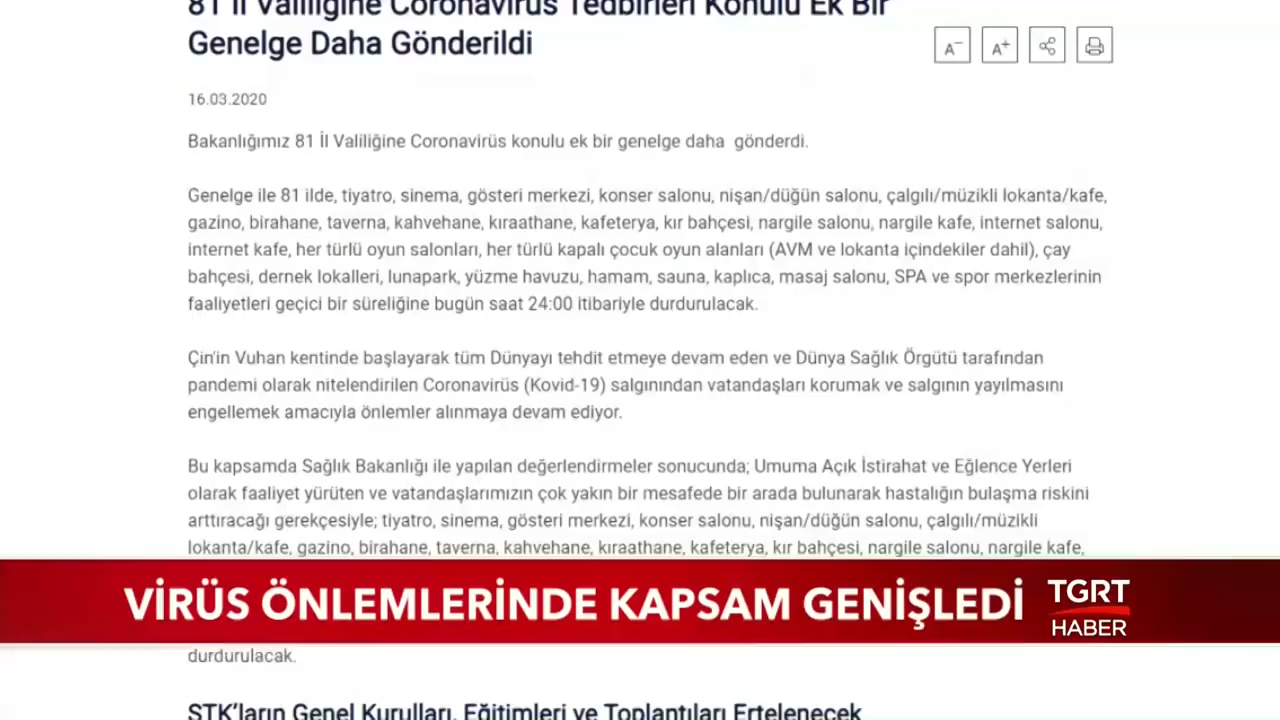 81 İl Valiliğine Coronavirüs Tedbirleri Konulu Ek Bir
Genelge Daha Gönderildi
A−
A+
16.03.2020
Bakanlığımız 81 İl Valiliğine Coronavirüs konulu ek bir genelge daha gönderdi.
Genelge ile 81 ilde, tiyatro, sinema, gösteri merkezi, konser salonu, nişan/düğün salonu, çalgılı/müzikli lokanta/kafe,
gazino, birahane, taverna, kahvehane, kıraathane, kafeterya, kır bahçesi, nargile salonu, nargile kafe, internet salonu,
internet kafe, her türlü oyun salonları, her türlü kapalı çocuk oyun alanları (AVM ve lokanta içindekiler dahil), çay
bahçesi, dernek lokalleri, lunapark, yüzme havuzu, hamam, sauna, kaplıca, masaj salonu, SPA ve spor merkezlerinin
faaliyetleri geçici bir süreliğine bugün saat 24:00 itibariyle durdurulacak.
Çin'in Vuhan kentinde başlayarak tüm Dünyayı tehdit etmeye devam eden ve Dünya Sağlık Örgütü tarafından
pandemi olarak nitelendirilen Coronavirüs (Kovid-19) salgınından vatandaşları korumak ve salgının yayılmasını
engellemek amacıyla önlemler alınmaya devam ediyor.
Bu kapsamda Sağlık Bakanlığı ile yapılan değerlendirmeler sonucunda; Umuma Açık İstirahat ve Eğlence Yerleri
olarak faaliyet yürüten ve vatandaşlarımızın çok yakın bir mesafede bir arada bulunarak hastalığın bulaşma riskini
arttıracağı gerekçesiyle; tiyatro, sinema, gösteri merkezi, konser salonu, nişan/düğün salonu, çalgılı/müzikli
lokanta/kafe, gazino, birahane, taverna, kahvehane, kıraathane, kafeterya, kır bahçesi, nargile salonu, nargile kafe,
VİRÜS ÖNLEMLERİNDE KAPSAM GENİŞLEDİ
TGRT
HABER
durdurulacak.
STK'ların Genel Kurulları, Eğitimleri ve Toplantıları Ertelenecek